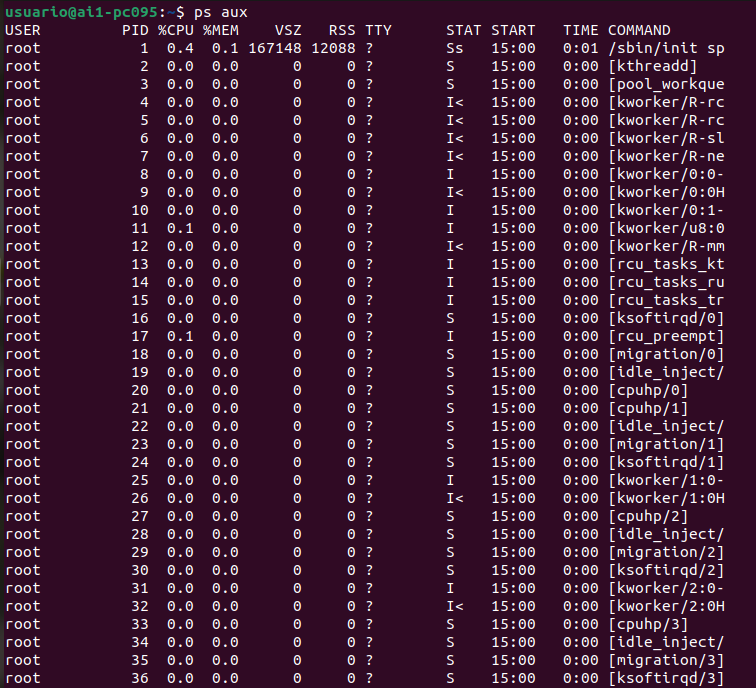 usuario@ai1-pc095:~$ ps aux
USER         PID %CPU %MEM    VSZ   RSS TTY      STAT START   TIME COMMAND
root           1  0.4  0.1 167148 12088 ?        Ss   15:00   0:01 /sbin/init sp
root           2  0.0  0.0      0     0 ?        S    15:00   0:00 [kthreadd]
root           3  0.0  0.0      0     0 ?        S    15:00   0:00 [pool_workque
root           4  0.0  0.0      0     0 ?        I<   15:00   0:00 [kworker/R-rc
root           5  0.0  0.0      0     0 ?        I<   15:00   0:00 [kworker/R-rc
root           6  0.0  0.0      0     0 ?        I<   15:00   0:00 [kworker/R-sl
root           7  0.0  0.0      0     0 ?        I<   15:00   0:00 [kworker/R-ne
root           8  0.0  0.0      0     0 ?        I    15:00   0:00 [kworker/0:0-
root           9  0.0  0.0      0     0 ?        I<   15:00   0:00 [kworker/0:0H
root          10  0.0  0.0      0     0 ?        I    15:00   0:00 [kworker/0:1-
root          11  0.1  0.0      0     0 ?        I    15:00   0:00 [kworker/u8:0
root          12  0.0  0.0      0     0 ?        I<   15:00   0:00 [kworker/R-mm
root          13  0.0  0.0      0     0 ?        I    15:00   0:00 [rcu_tasks_kt
root          14  0.0  0.0      0     0 ?        I    15:00   0:00 [rcu_tasks_ru
root          15  0.0  0.0      0     0 ?        I    15:00   0:00 [rcu_tasks_tr
root          16  0.0  0.0      0     0 ?        S    15:00   0:00 [ksoftirqd/0]
root          17  0.1  0.0      0     0 ?        I    15:00   0:00 [rcu_preempt]
root          18  0.0  0.0      0     0 ?        S    15:00   0:00 [migration/0]
root          19  0.0  0.0      0     0 ?        S    15:00   0:00 [idle_inject/
root          20  0.0  0.0      0     0 ?        S    15:00   0:00 [cpuhp/0]
root          21  0.0  0.0      0     0 ?        S    15:00   0:00 [cpuhp/1]
root          22  0.0  0.0      0     0 ?        S    15:00   0:00 [idle_inject/
root          23  0.0  0.0      0     0 ?        S    15:00   0:00 [migration/1]
root          24  0.0  0.0      0     0 ?        S    15:00   0:00 [ksoftirqd/1]
root          25  0.0  0.0      0     0 ?        I    15:00   0:00 [kworker/1:0-
root          26  0.0  0.0      0     0 ?        I<   15:00   0:00 [kworker/1:0H
root          27  0.0  0.0      0     0 ?        S    15:00   0:00 [cpuhp/2]
root          28  0.0  0.0      0     0 ?        S    15:00   0:00 [idle_inject/
root          29  0.0  0.0      0     0 ?        S    15:00   0:00 [migration/2]
root          30  0.0  0.0      0     0 ?        S    15:00   0:00 [ksoftirqd/2]
root          31  0.0  0.0      0     0 ?        I    15:00   0:00 [kworker/2:0-
root          32  0.0  0.0      0     0 ?        I<   15:00   0:00 [kworker/2:0H
root          33  0.0  0.0      0     0 ?        S    15:00   0:00 [cpuhp/3]
root          34  0.0  0.0      0     0 ?        S    15:00   0:00 [idle_inject/
root          35  0.0  0.0      0     0 ?        S    15:00   0:00 [migration/3]
root          36  0.0  0.0      0     0 ?        S    15:00   0:00 [ksoftirqd/3]